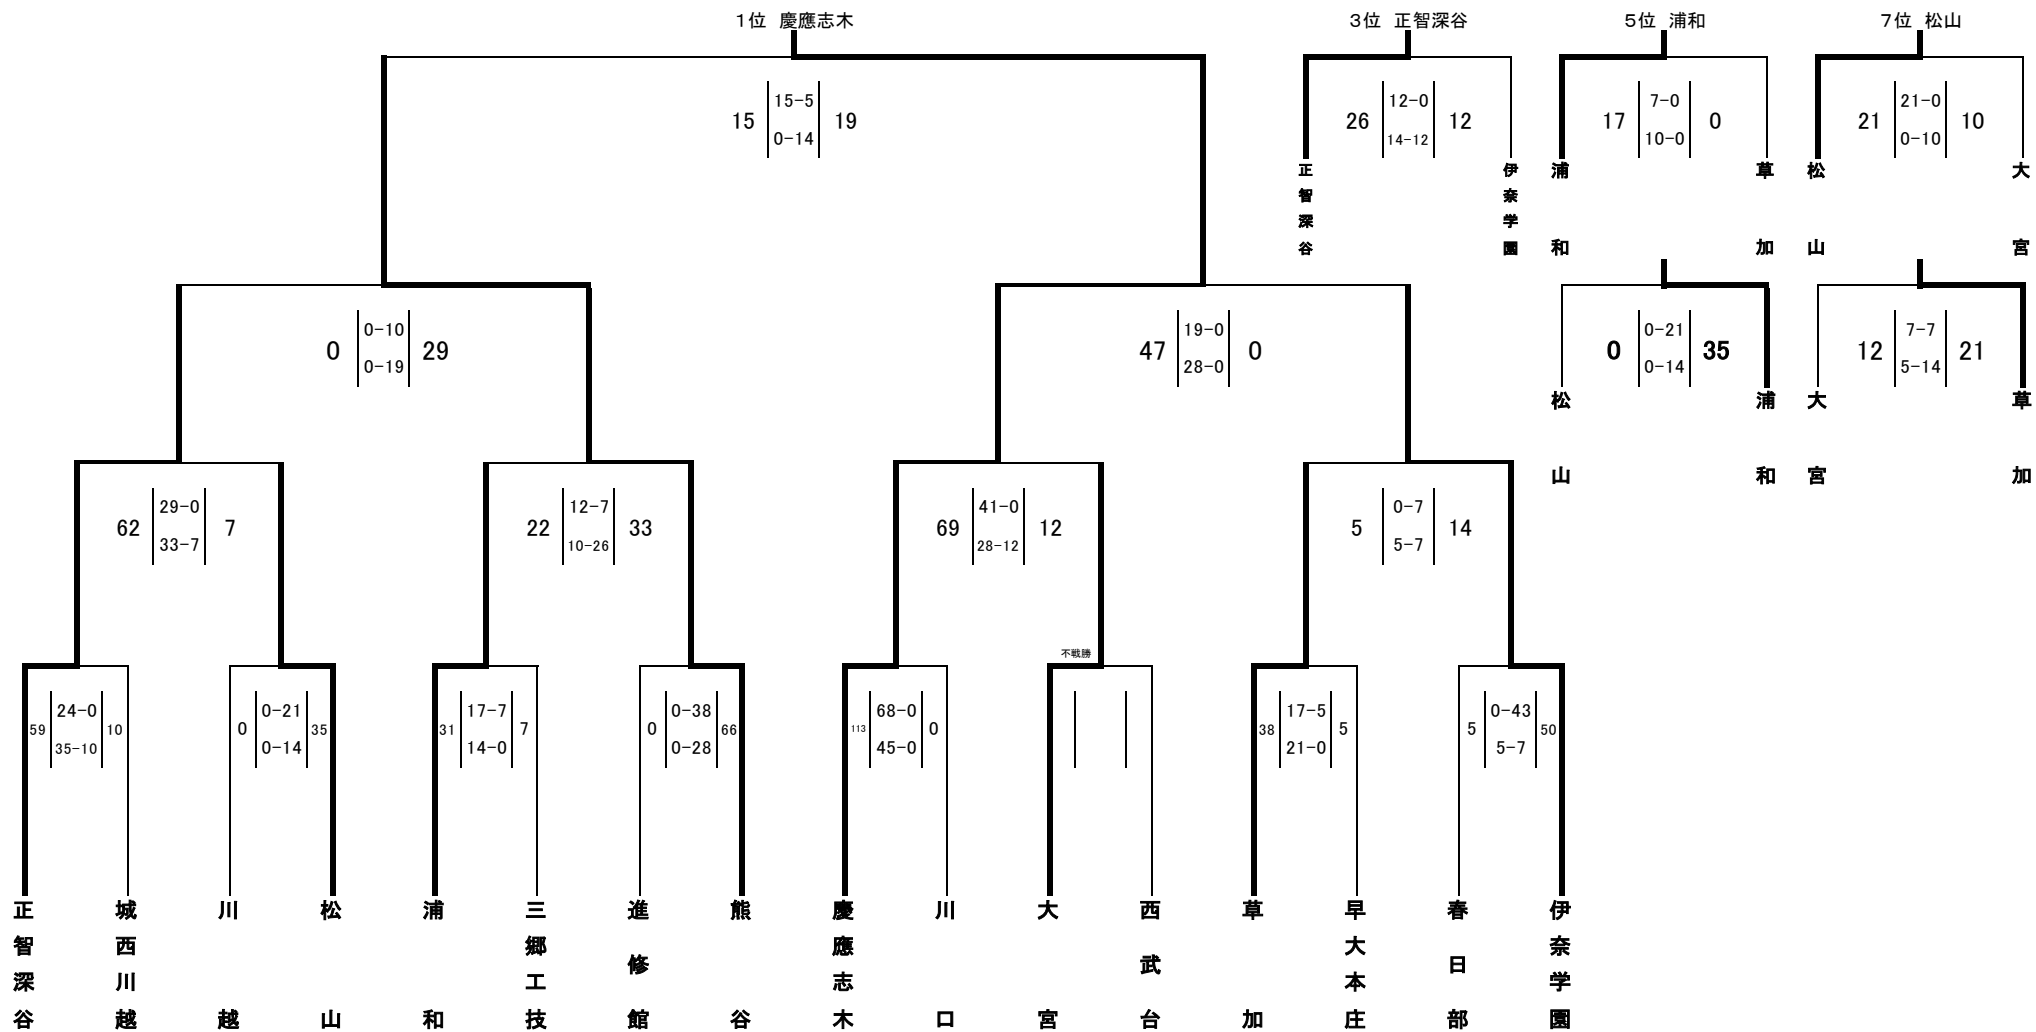 1位 慶應志木
3位 正智深谷
5位 浦和
7位 松山
15 15-5 0-14 19
26 12-0 14-12 12
17 7-0 10-0 0
21 21-0 0-10 10
正智深谷
伊奈学園
浦和
草加
松山
大宮
0 0-10 0-19 29
47 19-0 28-0 0
0 0-21 0-14 35
12 7-7 5-14 21
松山
浦和
大宮
草加
62 29-0 33-7 7
22 12-7 10-26 33
69 41-0 28-12 12
5 0-7 5-7 14
不戦勝
59 24-0 35-10 10
0 0-21 0-14 35
31 17-7 14-0 7
0 0-38 0-28 66
113 68-0 45-0 0
38 17-5 21-0 5
5 0-43 5-7 50
正智深谷
城西川越
川越
松山
浦和
三郷工技
進修館
熊谷
慶應志木
川口
大宮
西武台
草加
早大本庄
春日部
伊奈学園